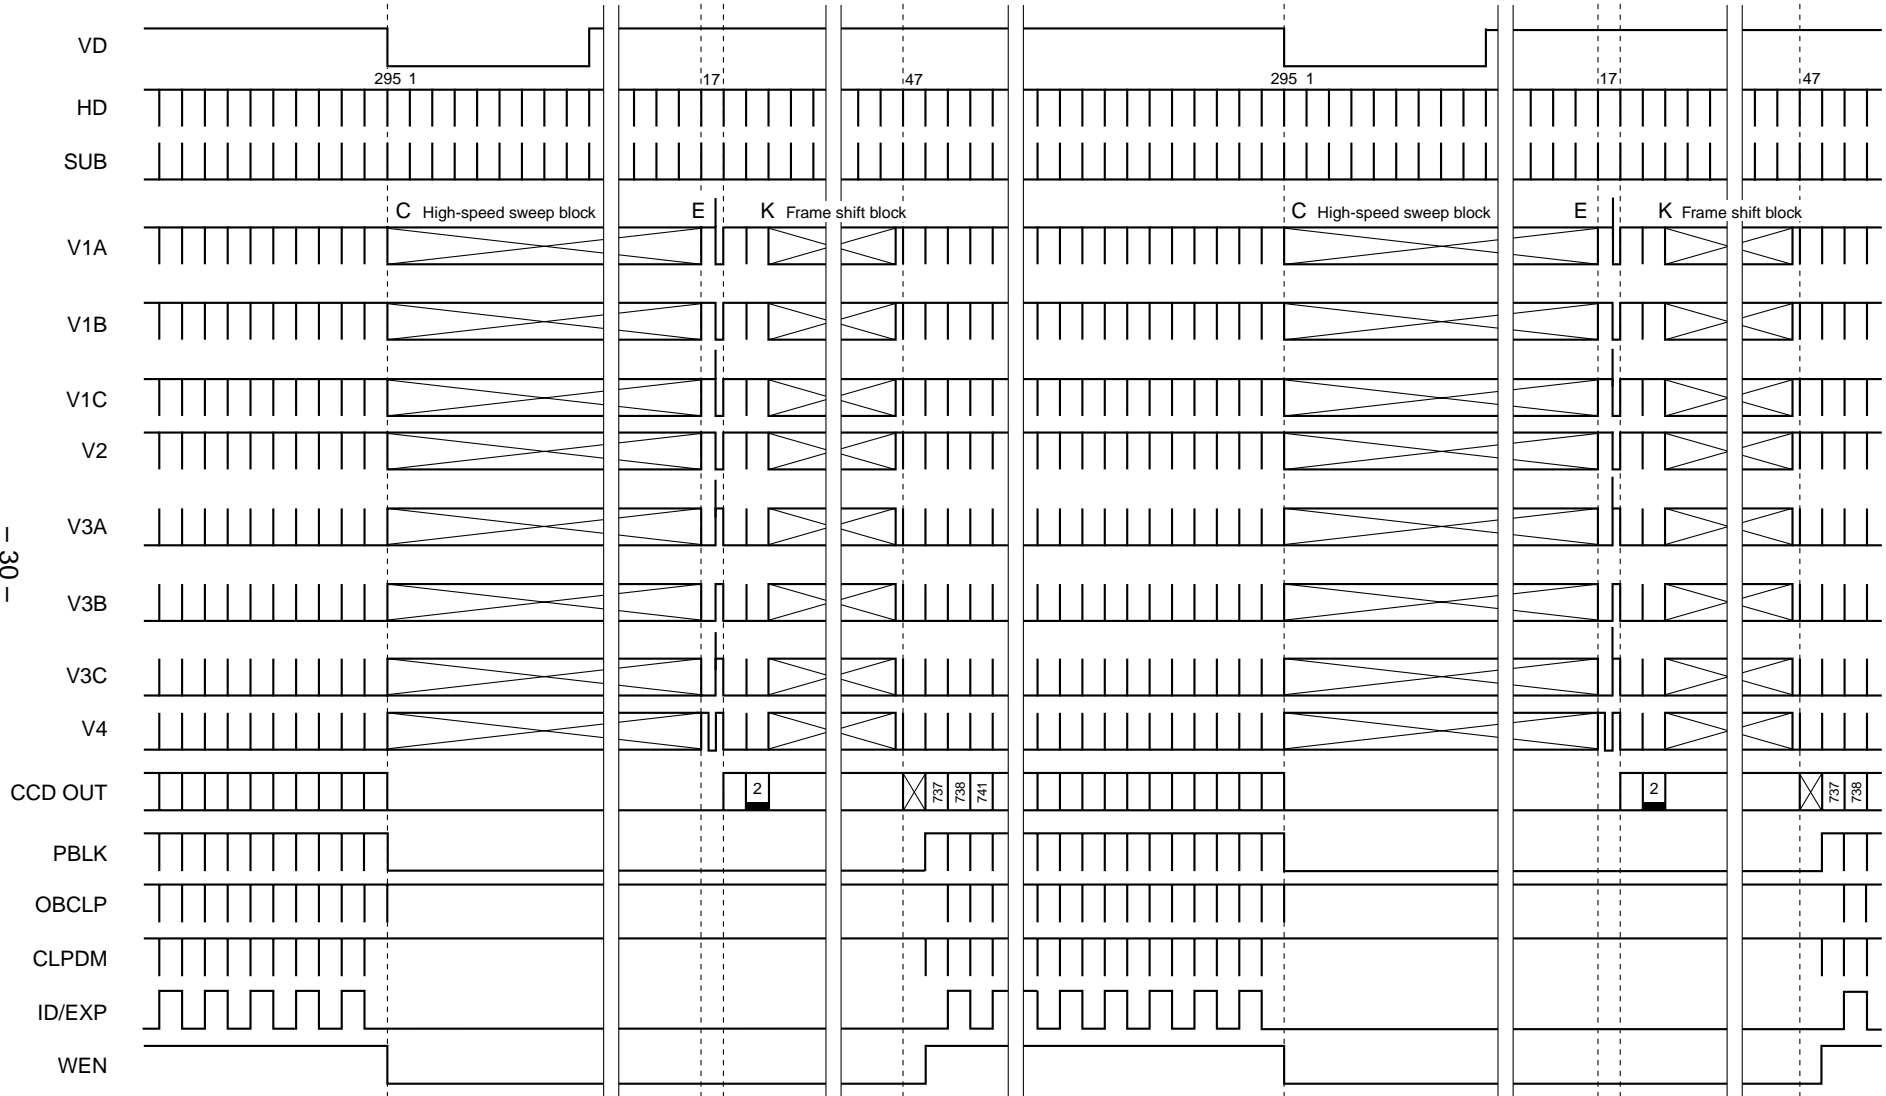 VD
295 1
17
47
295 1
17
47
HD
SUB
C High-speed sweep block
E
K Frame shift block
C High-speed sweep block
E
K Frame shift block
V1A
V1B
V1C
V2
V3A
– 30 –
V3B
V3C
V4
CCD OUT
2
737
738
741
2
737
738
PBLK
OBCLP
CLPDM
ID/EXP
WEN